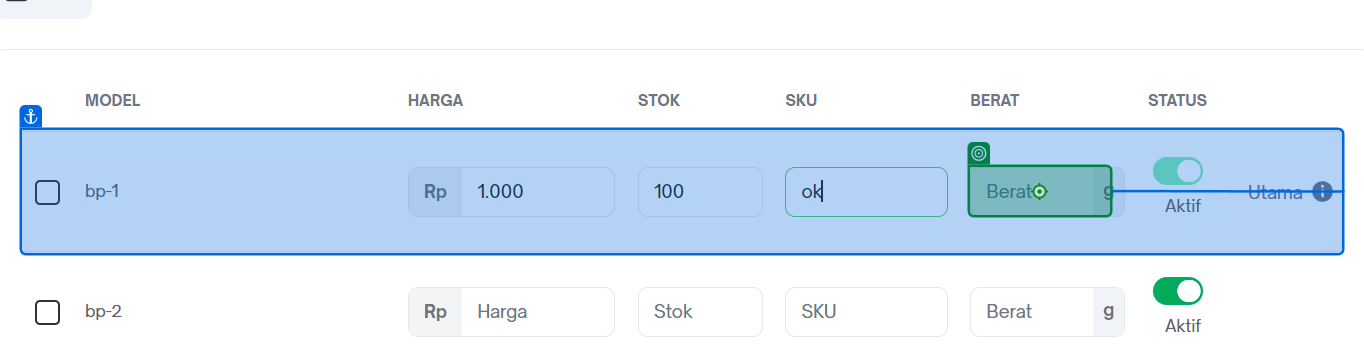 MODEL HARGA STOK SKU BERAT STATUS
bp-1 Rp 1.000 100 ok Berat g Aktif Utama
bp-2 Rp Harga Stok SKU Berat g Aktif